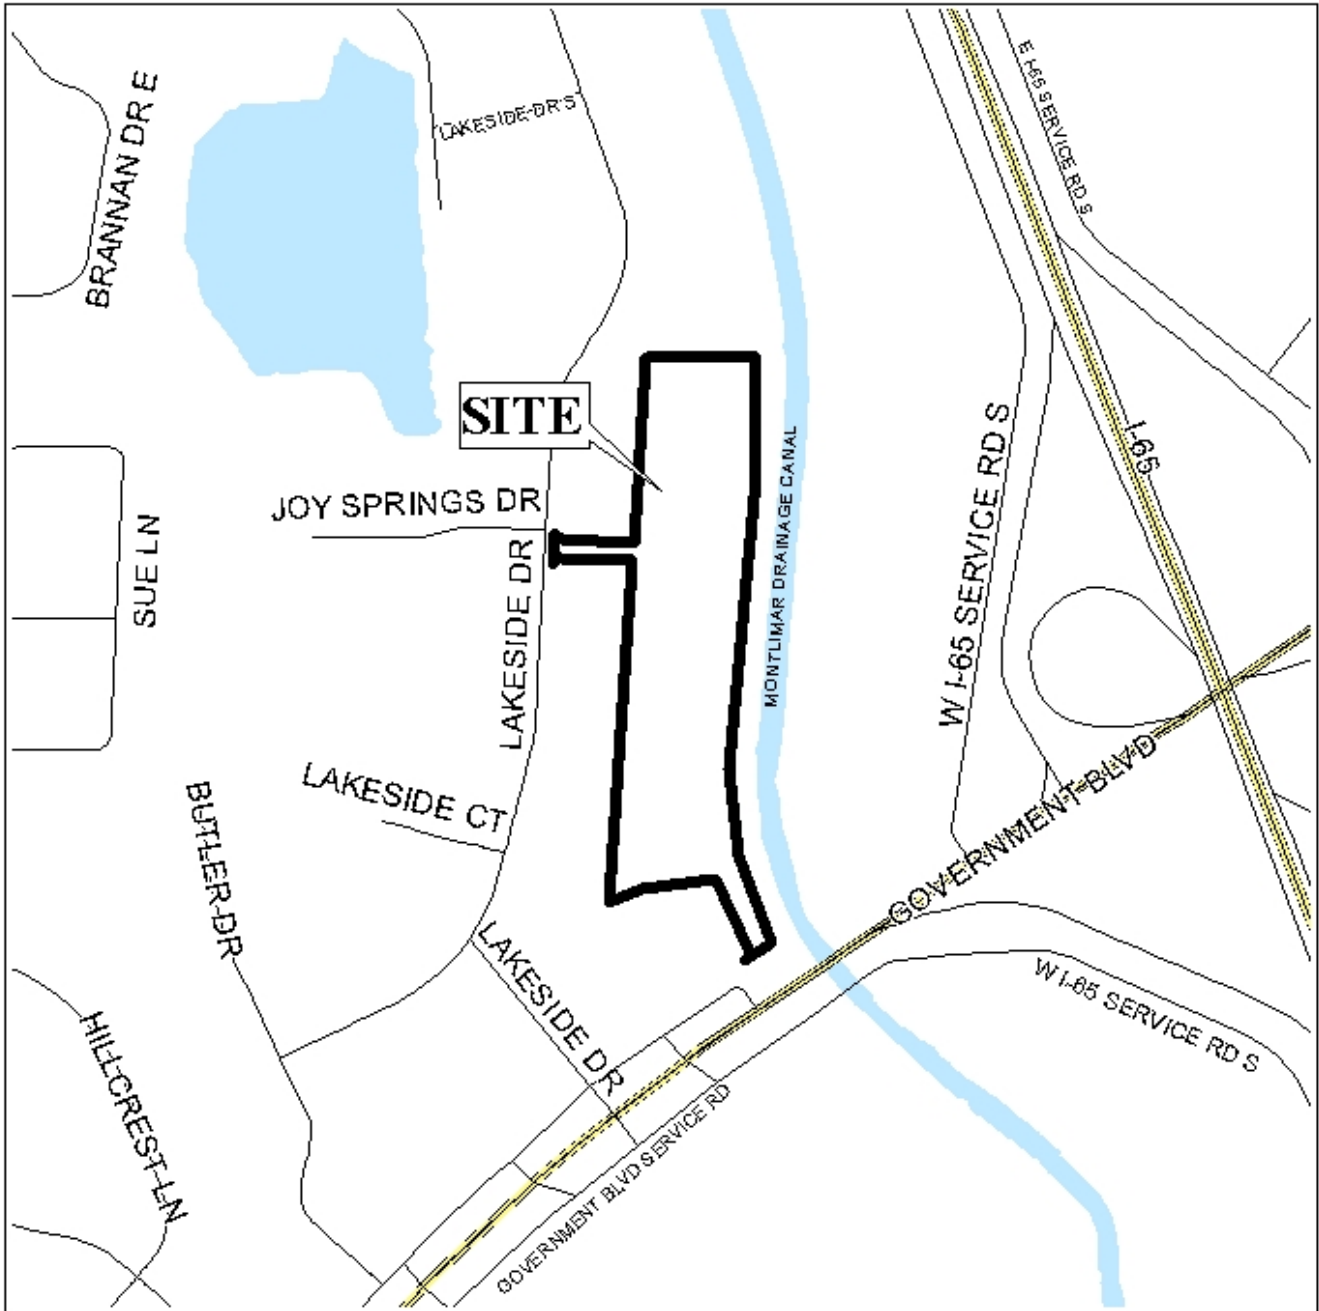 E I-65 SERVICE RD S
BRANNAN DR E
LAKESIDE DR S
SITE
I-65
W I-65 SERVICE RD S
MONTLIMAR DRAINAGE CANAL
JOY SPRINGS DR
SUE LN
LAKESIDE DR
LAKESIDE CT
BUTLER DR
GOVERNMENT BLVD
LAKESIDE DR
W I-65 SERVICE RD S
HILLCREST LN
GOVERNMENT BLVD SERVICE RD